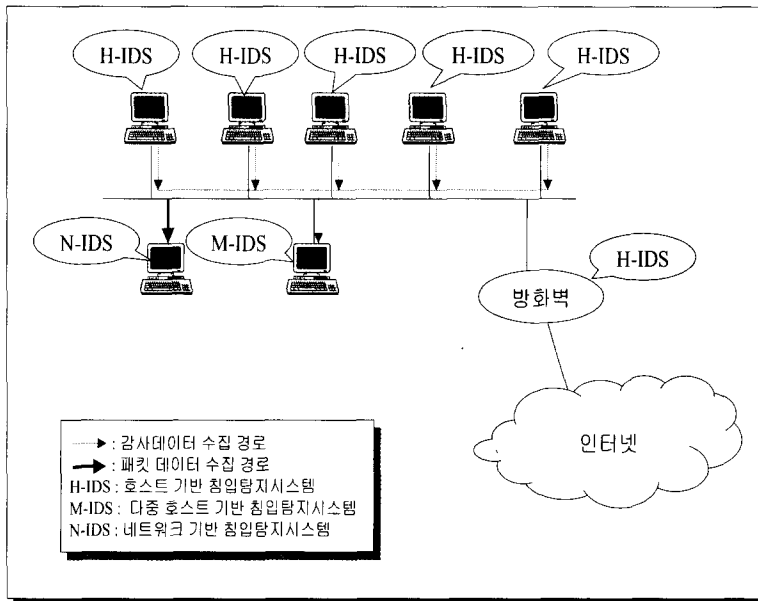 H-IDS
H-IDS
H-IDS
H-IDS
H-IDS
N-IDS
M-IDS
H-IDS
방화벽
인터넷
: 감사데이터 수집 경로
: 패킷 데이터 수집 경로
H-IDS : 호스트 기반 침입탐지시스템
M-IDS : 다중 호스트 기반 침입탐지시스템
N-IDS : 네트워크 기반 침입탐지시스템